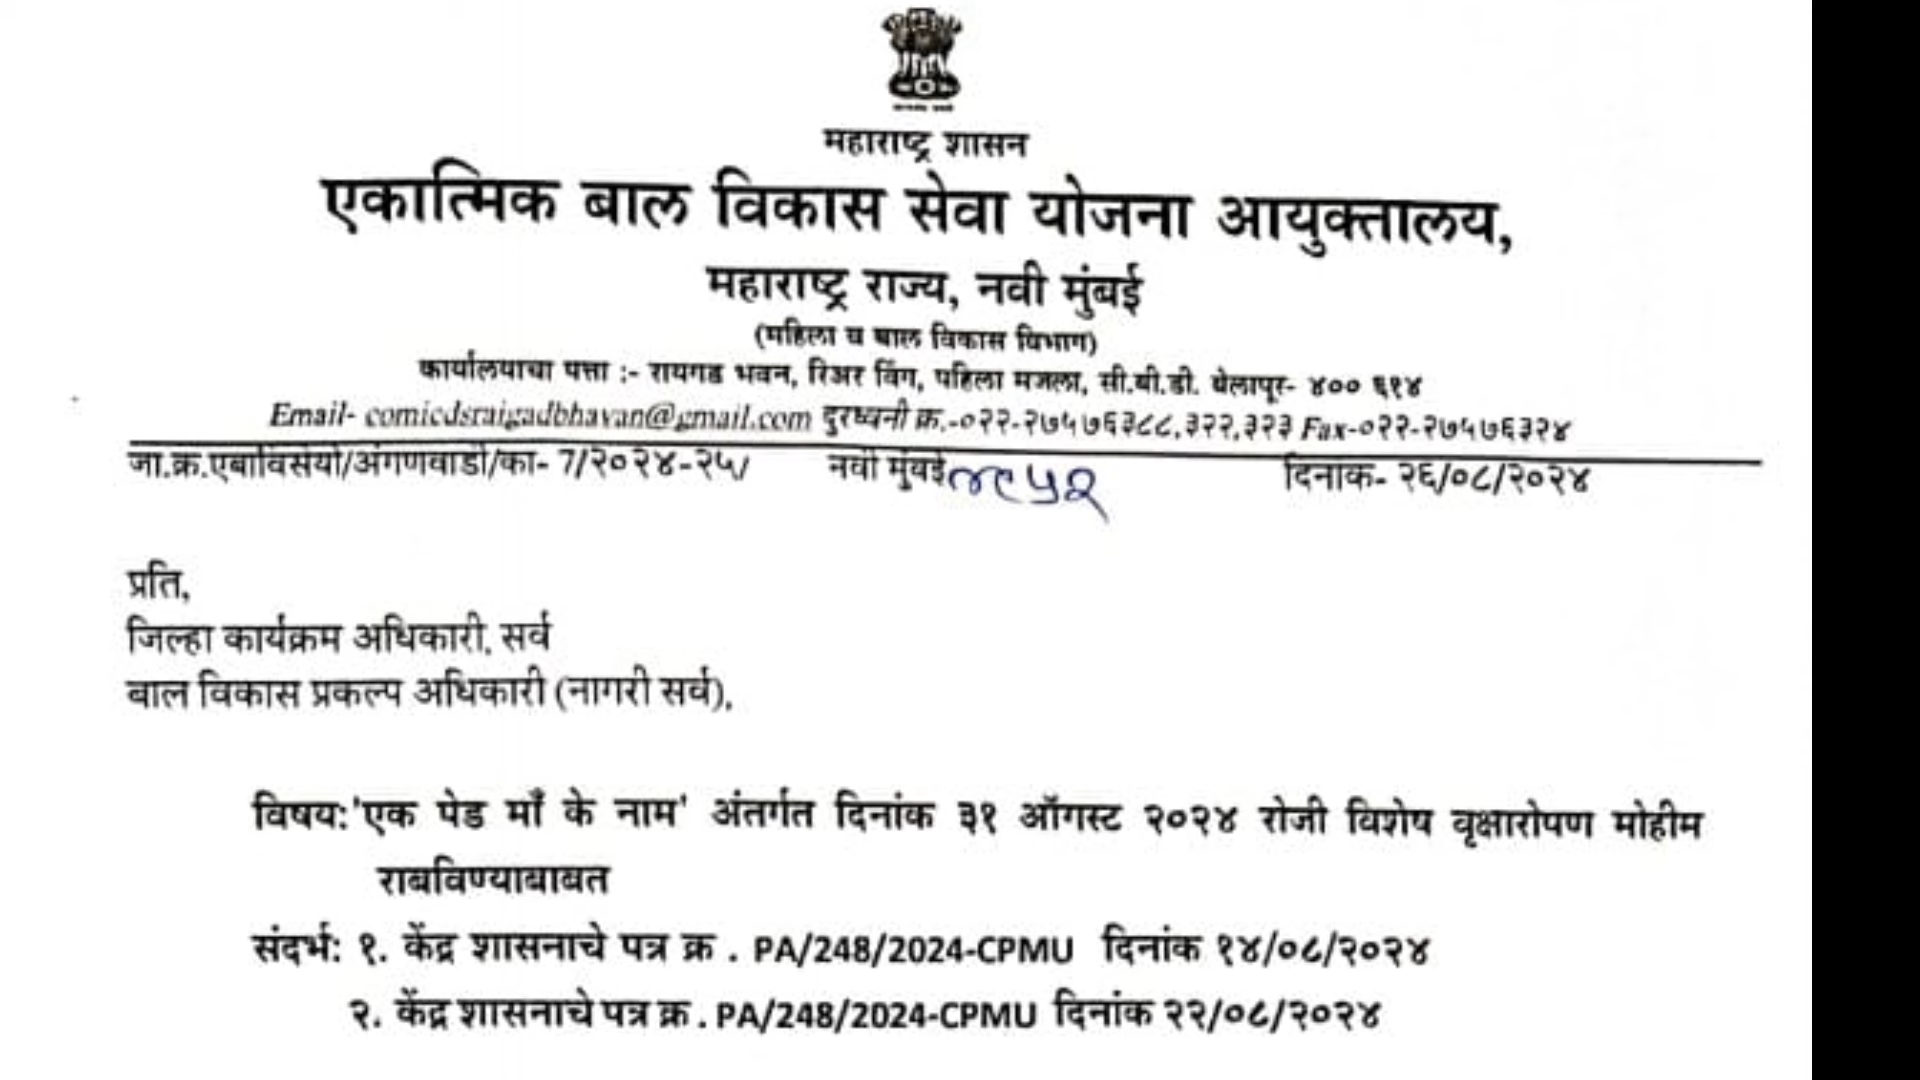 महाराष्ट्र शासन
एकात्मिक बाल विकास सेवा योजना आयुक्तालय,
महाराष्ट्र राज्य, नवी मुंबई
(महिला व बाल विकास विभाग)
कार्यालयाचा पत्ता :- रायगड भवन, रिअर विंग, पहिला मजला, सी.बी.डी. बेलापूर- ४०० ६१४
Email- comicdsraigadbhavan@gmail.com दुरध्वनी क्र.-०२२-२७५७६३८८,३२२,३२३ Fax-०२२-२७५७६३२४
जा.क्र.एबाविसेयो/अंगणवाडी/का- 7/२०२४-२५/ नवी मुंबई दिनांक- २६/०८/२०२४
प्रति,
जिल्हा कार्यक्रम अधिकारी, सर्व
बाल विकास प्रकल्प अधिकारी (नागरी सर्व),
विषय:'एक पेड माँ के नाम' अंतर्गत दिनांक ३१ ऑगस्ट २०२४ रोजी विशेष वृक्षारोपण मोहीम
राबविण्याबाबत
संदर्भ: १. केंद्र शासनाचे पत्र क्र . PA/248/2024-CPMU दिनांक १४/०८/२०२४
२. केंद्र शासनाचे पत्र क्र . PA/248/2024-CPMU दिनांक २२/०८/२०२४